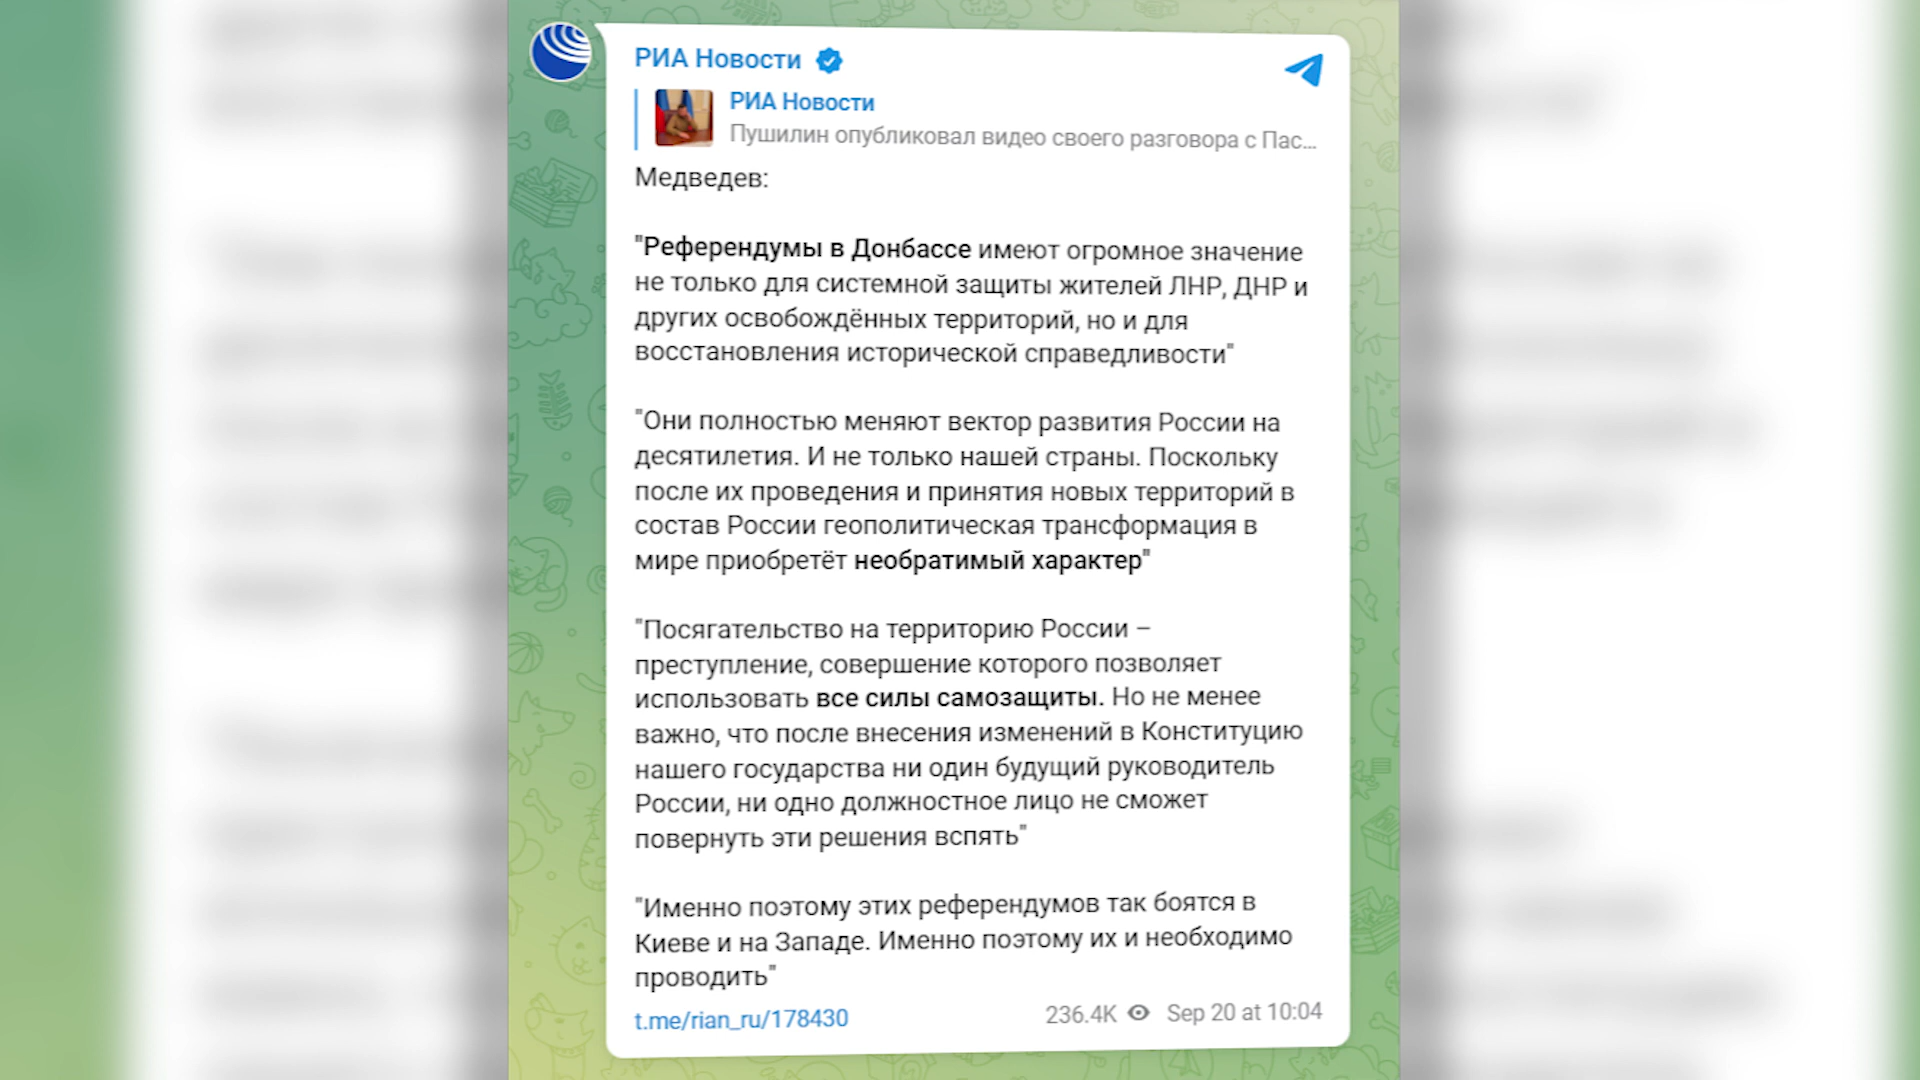 РИА Новости
РИА Новости
Пушилин опубликовал видео своего разговора с Пас...
Медведев:
"Референдумы в Донбассе имеют огромное значение
не только для системной защиты жителей ЛНР, ДНР и
других освобождённых территорий, но и для
восстановления исторической справедливости"
"Они полностью меняют вектор развития России на
десятилетия. И не только нашей страны. Поскольку
после их проведения и принятия новых территорий в
состав России геополитическая трансформация в
мире приобретёт необратимый характер"
"Посягательство на территорию России –
преступление, совершение которого позволяет
использовать все силы самозащиты. Но не менее
важно, что после внесения изменений в Конституцию
нашего государства ни один будущий руководитель
России, ни одно должностное лицо не сможет
повернуть эти решения вспять"
"Именно поэтому этих референдумов так боятся в
Киеве и на Западе. Именно поэтому их и необходимо
проводить"
t.me/rian_ru/178430
236.4K Sep 20 at 10:04